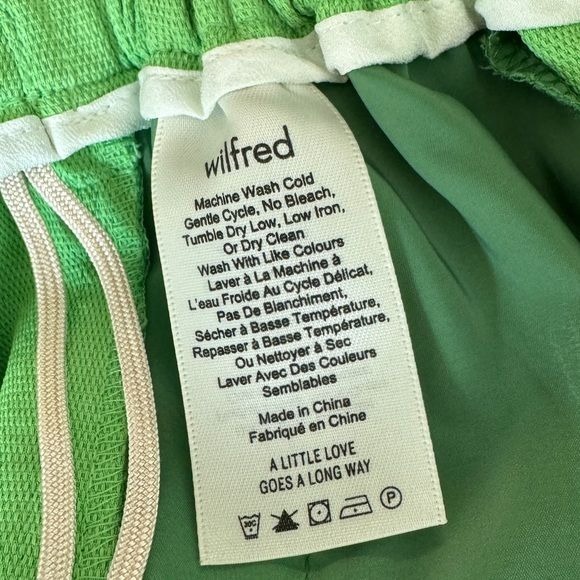 wilfred
Machine Wash Cold
Gentle Cycle, No Bleach,
Tumble Dry Low, Low Iron,
Or Dry Clean
Wash With Like Colours
Laver à La Machine à
L'eau Froide Au Cycle Délicat,
Pas De Blanchiment,
Sécher à Basse Température,
Repasser à Basse Température,
Ou Nettoyer à Sec
Laver Avec Des Couleurs
Semblables
Made in China
Fabriqué en Chine
A LITTLE LOVE
GOES A LONG WAY
30C P